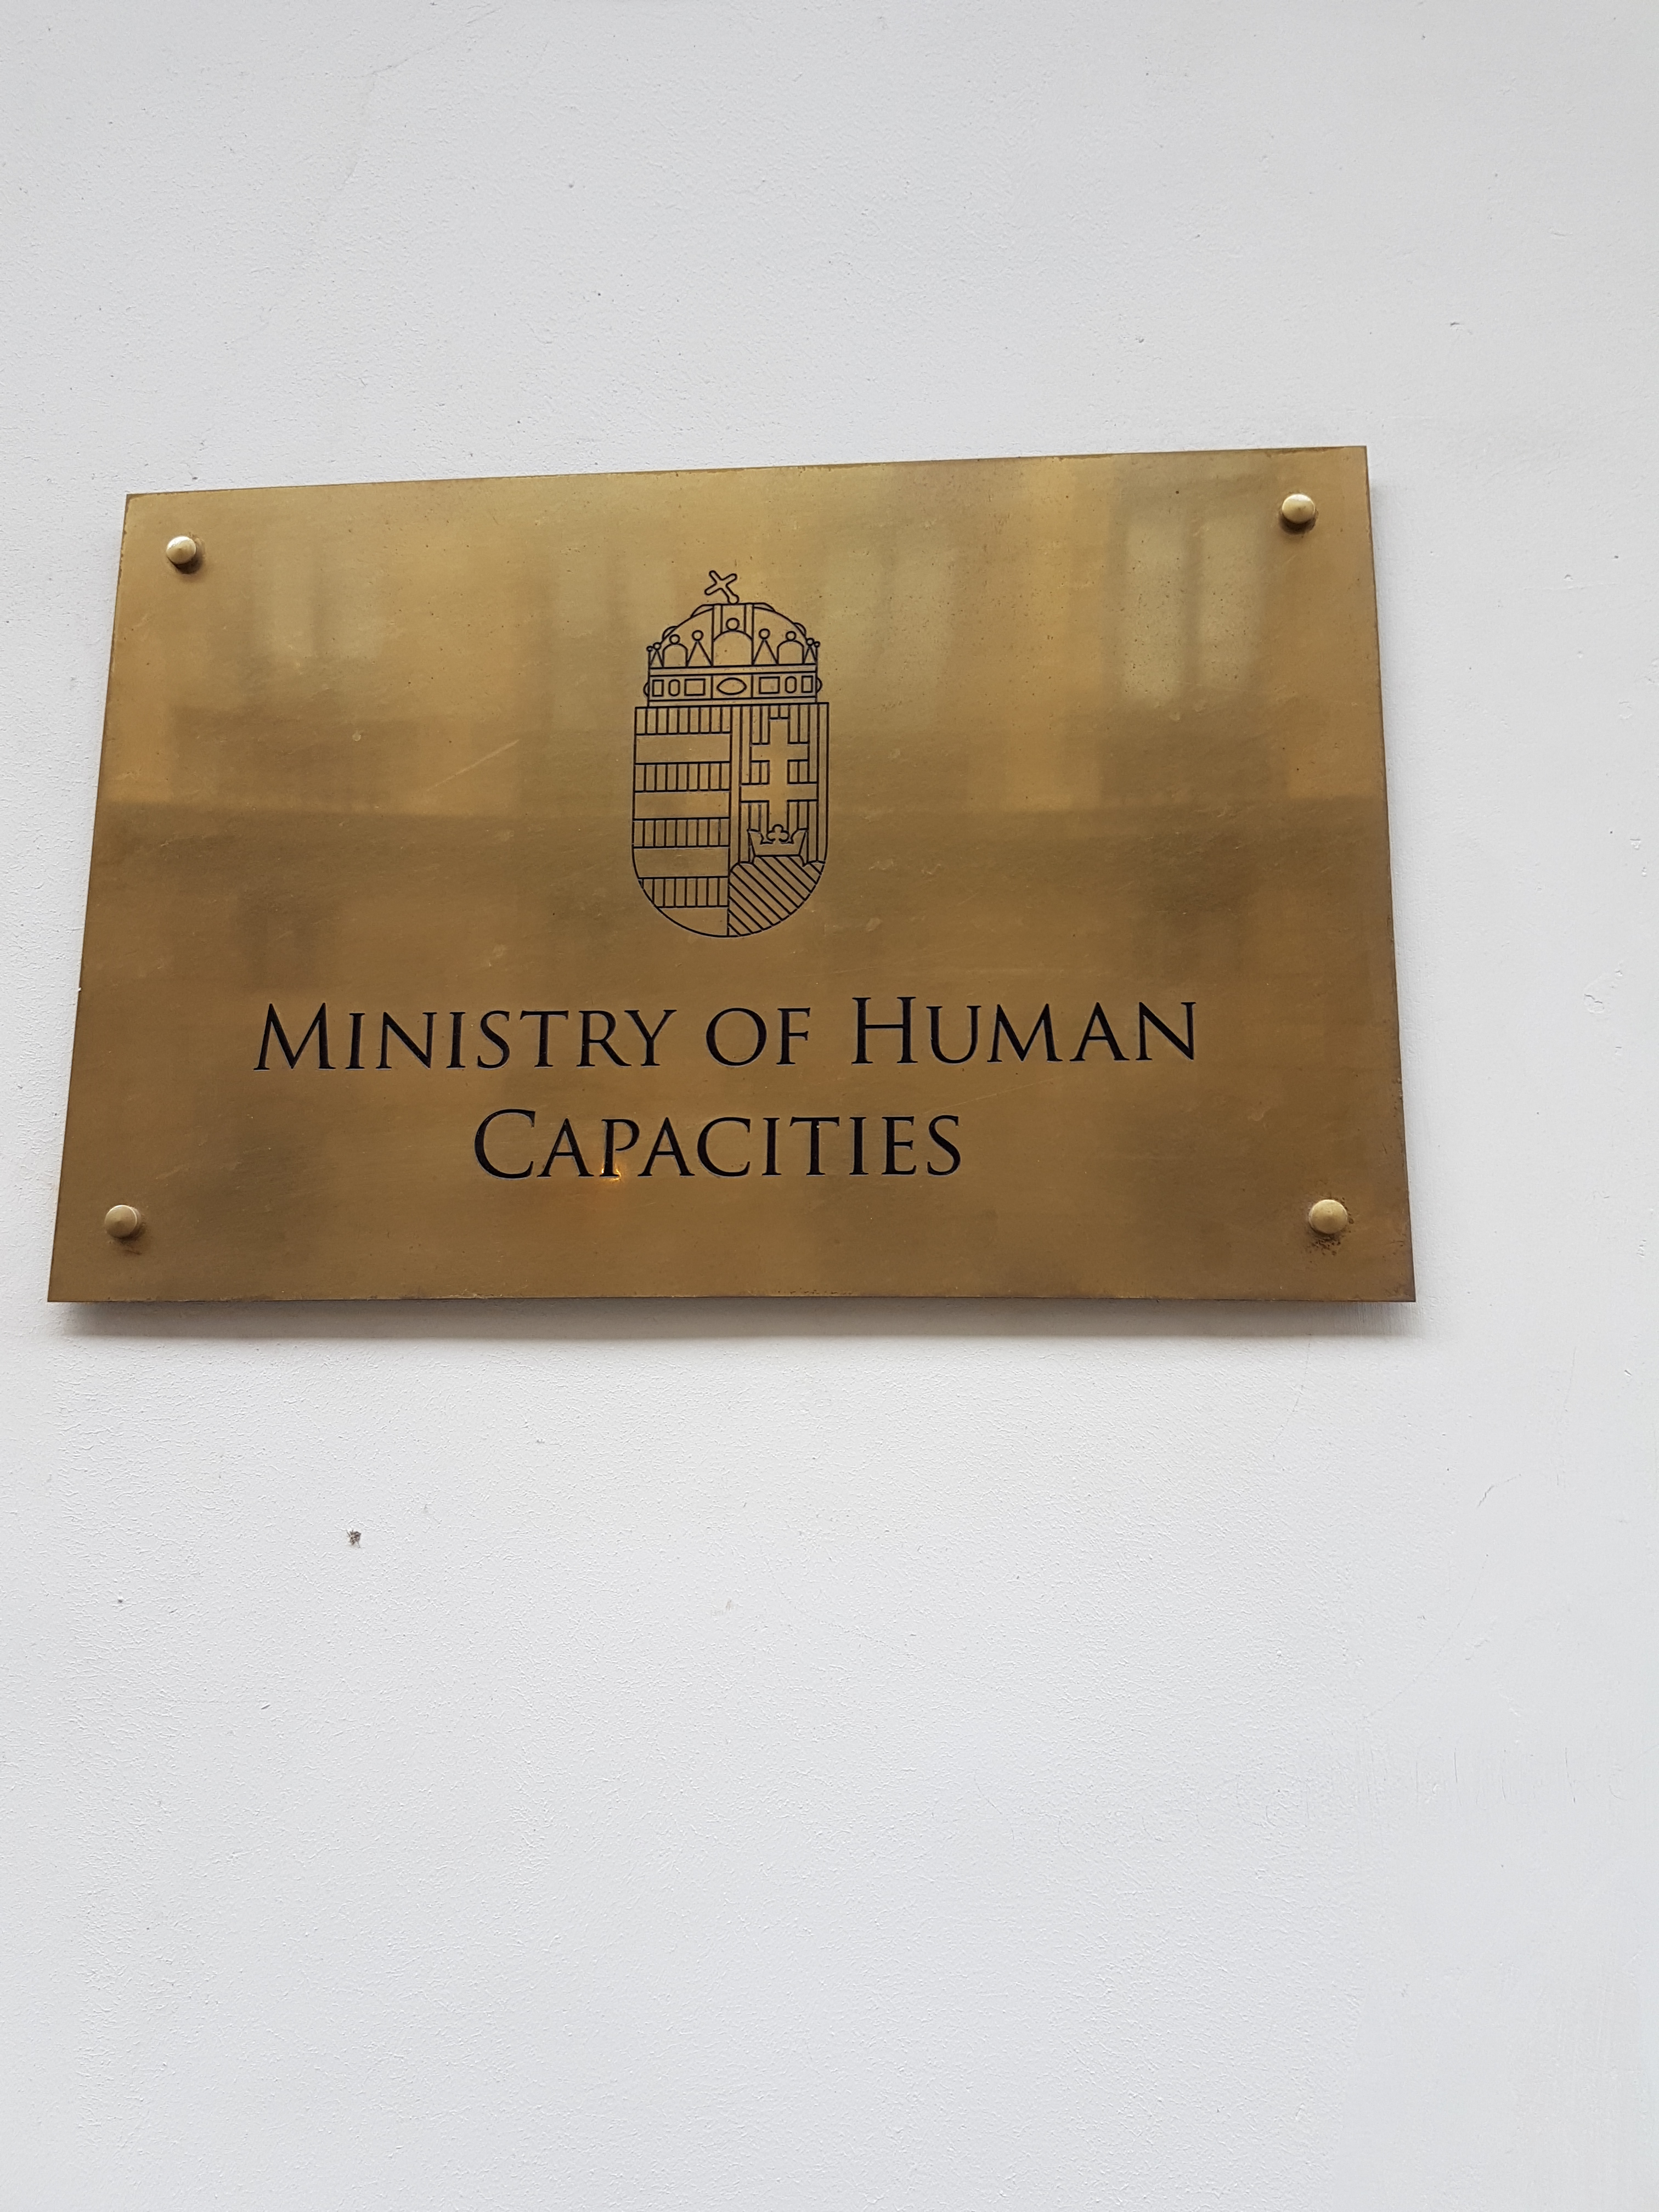 Ministry of Human
Capacities